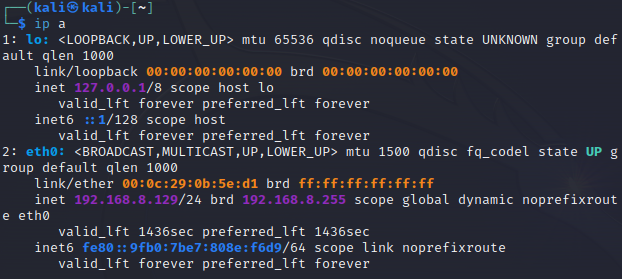 ┌──(kali㉿kali)-[~]
└─$ ip a
1: lo: <LOOPBACK,UP,LOWER_UP> mtu 65536 qdisc noqueue state UNKNOWN group def
ault qlen 1000
    link/loopback 00:00:00:00:00:00 brd 00:00:00:00:00:00
    inet 127.0.0.1/8 scope host lo
       valid_lft forever preferred_lft forever
    inet6 ::1/128 scope host
       valid_lft forever preferred_lft forever
2: eth0: <BROADCAST,MULTICAST,UP,LOWER_UP> mtu 1500 qdisc fq_codel state UP g
roup default qlen 1000
    link/ether 00:0c:29:0b:5e:d1 brd ff:ff:ff:ff:ff:ff
    inet 192.168.8.129/24 brd 192.168.8.255 scope global dynamic noprefixrout
e eth0
       valid_lft 1436sec preferred_lft 1436sec
    inet6 fe80::9fb0:7be7:808e:f6d9/64 scope link noprefixroute
       valid_lft forever preferred_lft forever